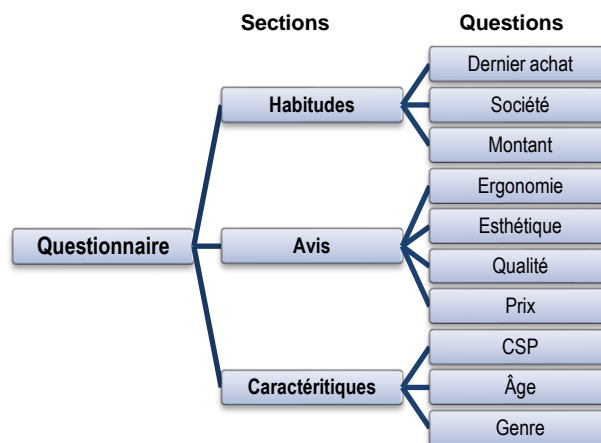 Sections
Questions
Dernier achat
Habitudes
Société
Montant
Ergonomie
Esthétique
Questionnaire
Avis
Qualité
Prix
CSP
Caractéritiques
Âge
Genre